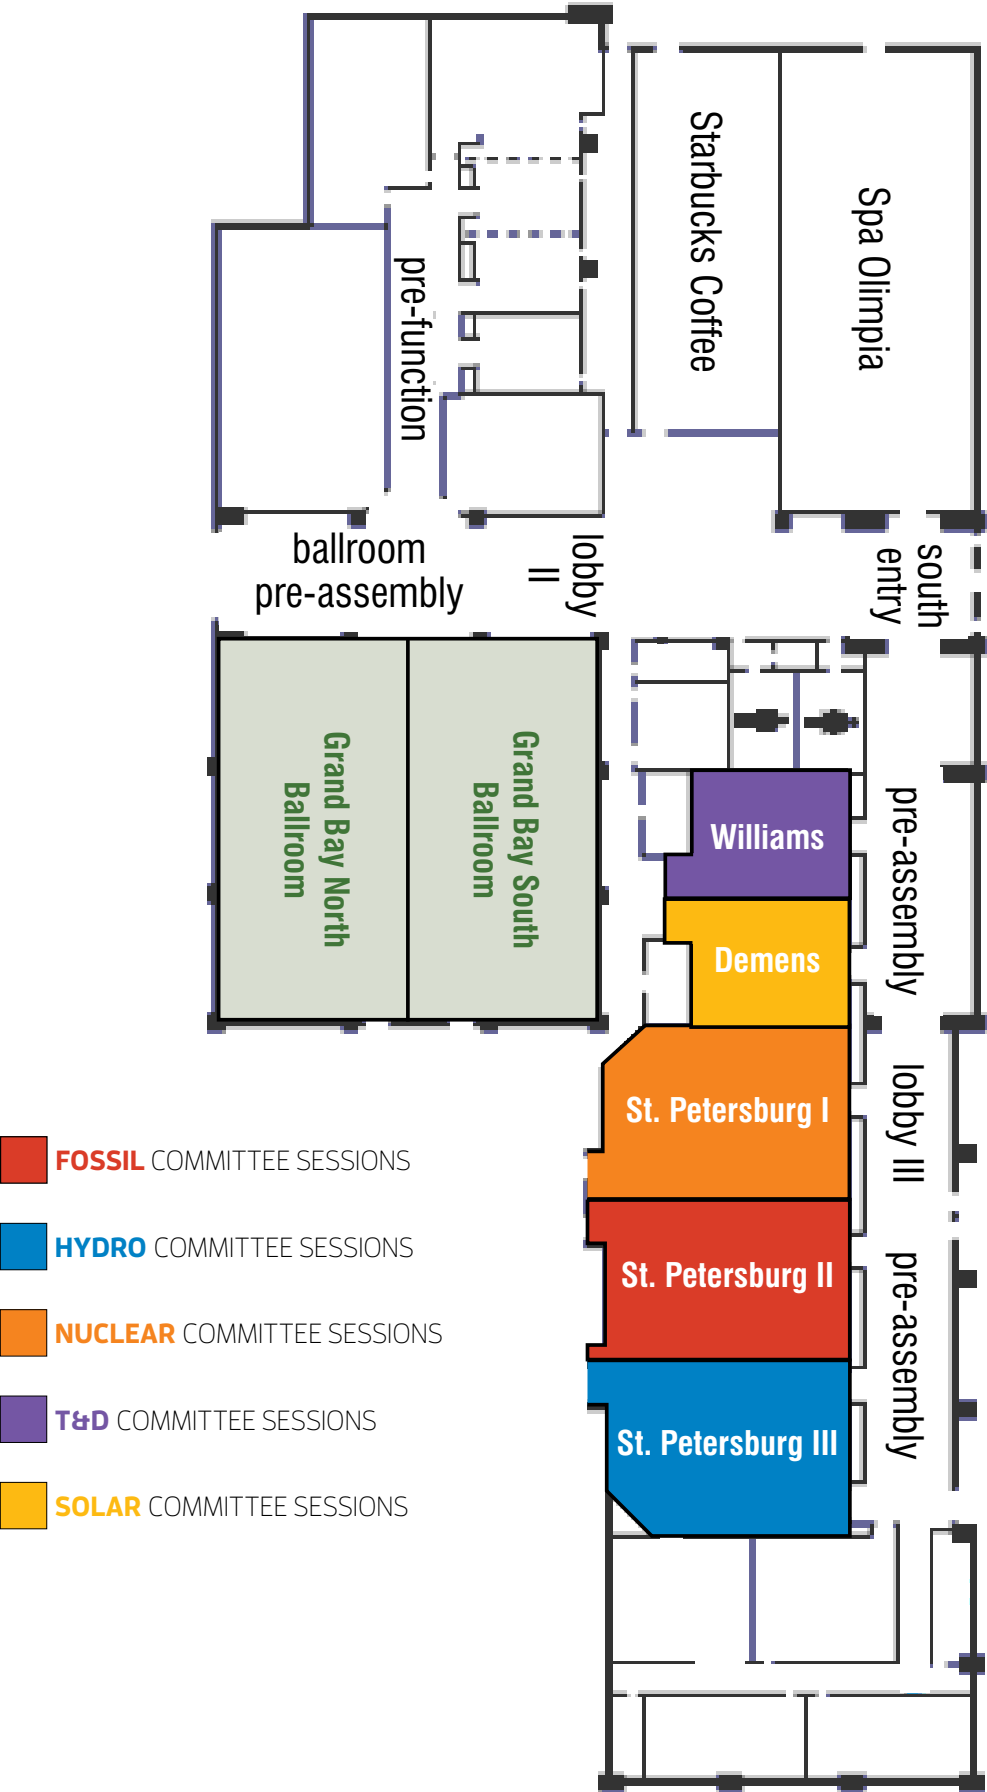 Starbucks Coffee
Spa Olimpia
pre-function
ballroom
pre-assembly
lobby
II
south
entry
Grand Bay North
Ballroom
Grand Bay South
Ballroom
Williams
pre-assembly
Demens
St. Petersburg I
lobby III
St. Petersburg II
pre-assembly
St. Petersburg III
FOSSIL COMMITTEE SESSIONS
HYDRO COMMITTEE SESSIONS
NUCLEAR COMMITTEE SESSIONS
T&D COMMITTEE SESSIONS
SOLAR COMMITTEE SESSIONS